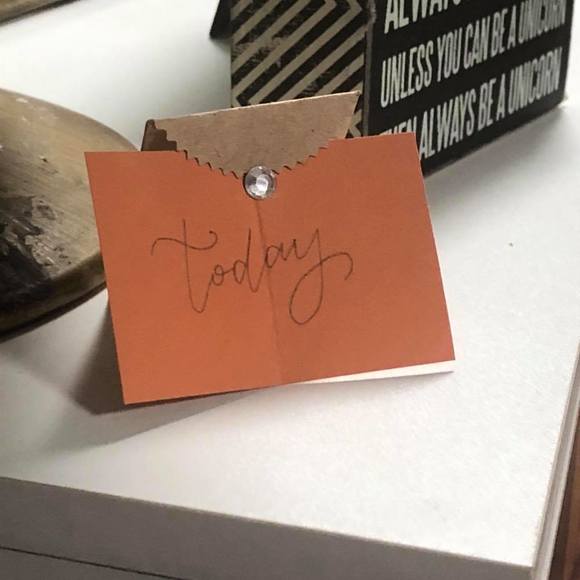 ALWAYS
UNLESS YOU CAN BE A UNICORN
THEN ALWAYS BE A UNICORN
today